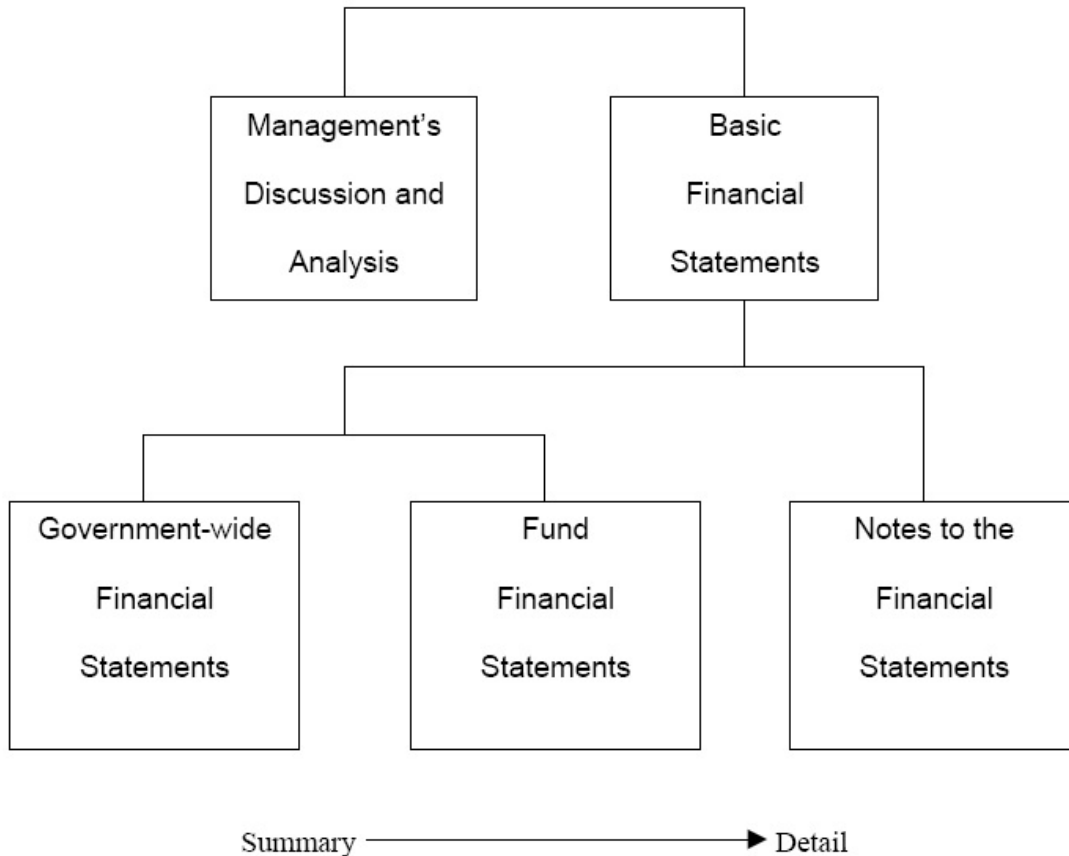 Management's
Discussion and
Analysis
Basic
Financial
Statements
Government-wide
Financial
Statements
Fund
Financial
Statements
Notes to the
Financial
Statements
Summary
Detail